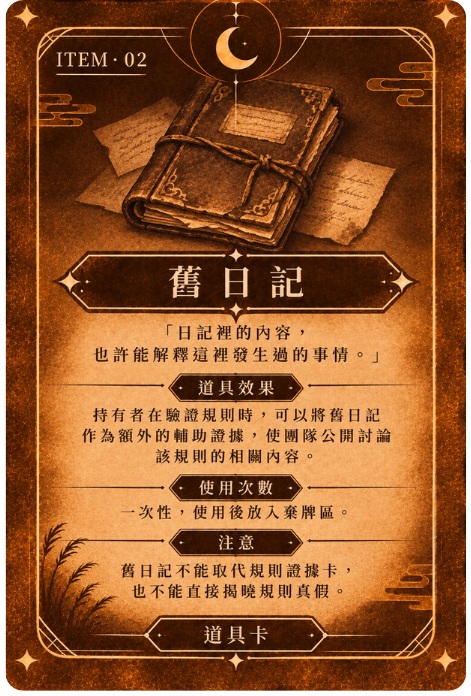 ITEM · 02
舊日記
「日記裡的內容，
也許能解釋這裡發生過的事情。」
道具效果
持有者在驗證規則時，可以將舊日記
作為額外的輔助證據，使團隊公開討論
該規則的相關內容。
使用次數
一次性，使用後放入棄牌區。
注意
舊日記不能取代規則證據卡，
也不能直接揭曉規則真假。
道具卡